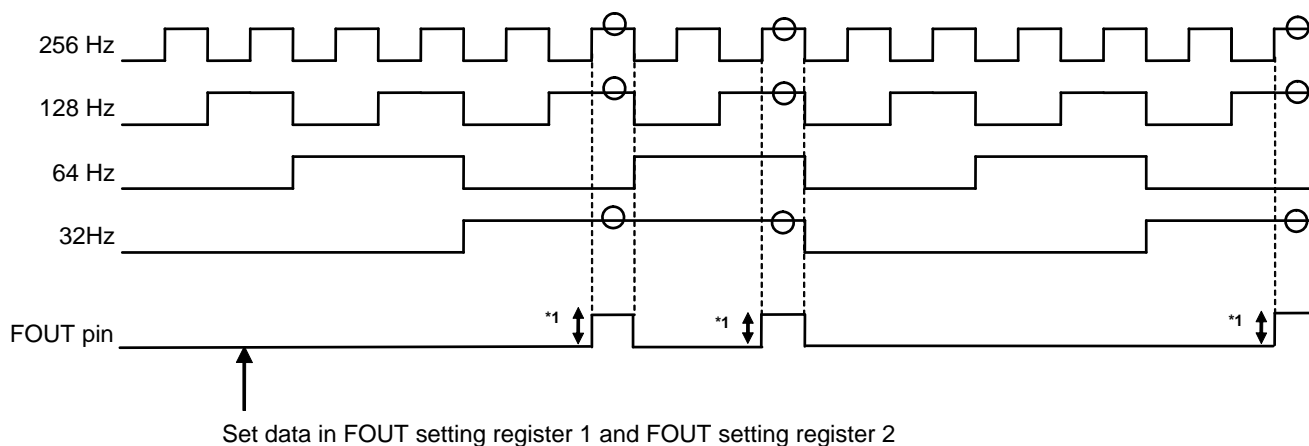 256 Hz
128 Hz
64 Hz
32Hz
*1 *1 *1
FOUT pin
Set data in FOUT setting register 1 and FOUT setting register 2